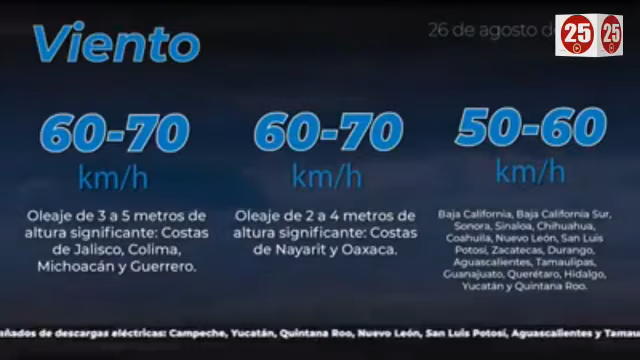 Viento
26 de agosto
25 25
60-70
km/h
Oleaje de 3 a 5 metros de
altura significante: Costas
de Jalisco, Colima,
Michoacán y Guerrero.
60-70
km/h
Oleaje de 2 a 4 metros de
altura significante: Costas
de Nayarit y Oaxaca.
50-60
km/h
Baja California, Baja California Sur,
Sonora, Sinaloa, Chihuahua,
Coahuila, Nuevo León, San Luis
Potosí, Zacatecas, Durango,
Aguascalientes, Tamaulipas,
Guanajuato, Querétaro, Hidalgo,
Yucatán y Quintana Roo.
añados de descargas eléctricas: Campeche, Yucatán, Quintana Roo, Nuevo León, San Luis Potosí, Aguascalientes y Tamau